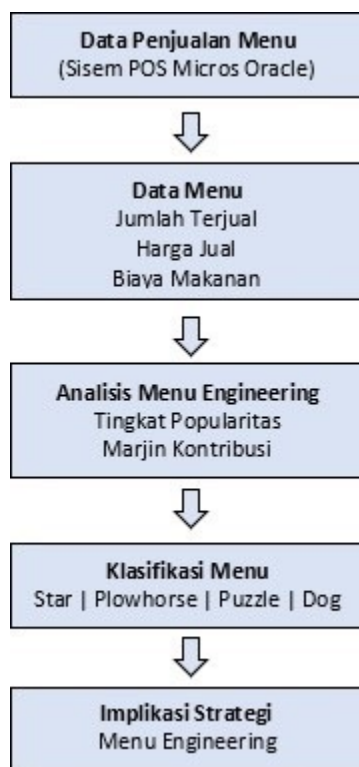 Data Penjualan Menu
(Sisem POS Micros Oracle)
Data Menu
Jumlah Terjual
Harga Jual
Biaya Makanan
Analisis Menu Engineering
Tingkat Popularitas
Marjin Kontribusi
Klasifikasi Menu
Star | Plowhorse | Puzzle | Dog
Implikasi Strategi
Menu Engineering